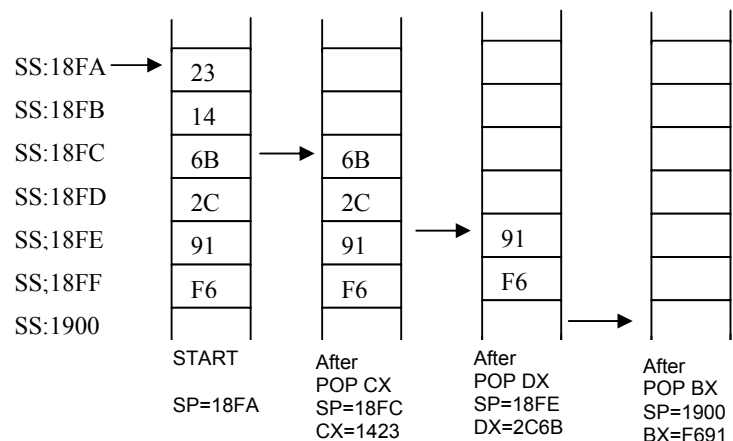 SS:18FA
23
SS:18FB
14
SS:18FC
6B
6B
SS:18FD
2C
2C
SS;18FE
91
91
91
SS;18FF
F6
F6
F6
SS:1900
START
SP=18FA
After
POP CX
SP=18FC
CX=1423
After
POP DX
SP=18FE
DX=2C6B
After
POP BX
SP=1900
BX=F691